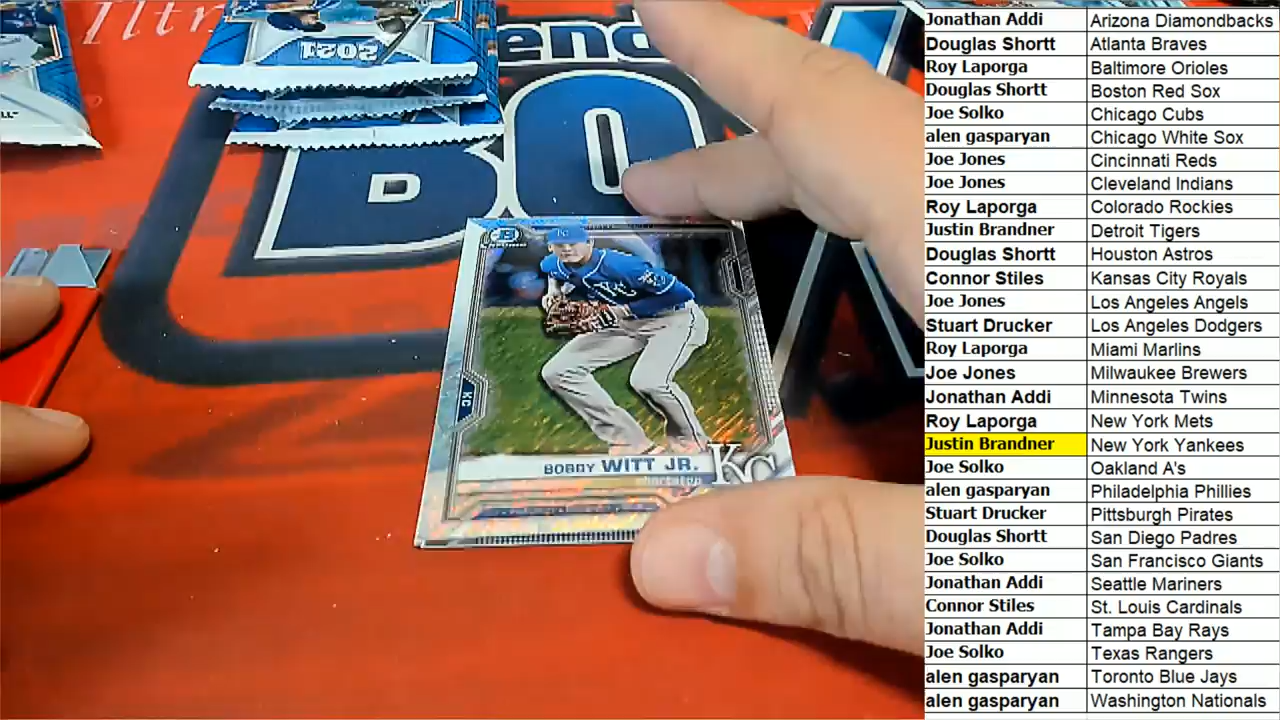 2021
end
BO
KC
KC
BOBBY WITT JR.
shortstop
KC
Jonathan Addi Arizona Diamondbacks
Douglas Shortt Atlanta Braves
Roy Laporga Baltimore Orioles
Douglas Shortt Boston Red Sox
Joe Solko Chicago Cubs
alen gasparyan Chicago White Sox
Joe Jones Cincinnati Reds
Joe Jones Cleveland Indians
Roy Laporga Colorado Rockies
Justin Brandner Detroit Tigers
Douglas Shortt Houston Astros
Connor Stiles Kansas City Royals
Joe Jones Los Angeles Angels
Stuart Drucker Los Angeles Dodgers
Roy Laporga Miami Marlins
Joe Jones Milwaukee Brewers
Jonathan Addi Minnesota Twins
Roy Laporga New York Mets
Justin Brandner New York Yankees
Joe Solko Oakland A's
alen gasparyan Philadelphia Phillies
Stuart Drucker Pittsburgh Pirates
Douglas Shortt San Diego Padres
Joe Solko San Francisco Giants
Jonathan Addi Seattle Mariners
Connor Stiles St. Louis Cardinals
Jonathan Addi Tampa Bay Rays
Joe Solko Texas Rangers
alen gasparyan Toronto Blue Jays
alen gasparyan Washington Nationals